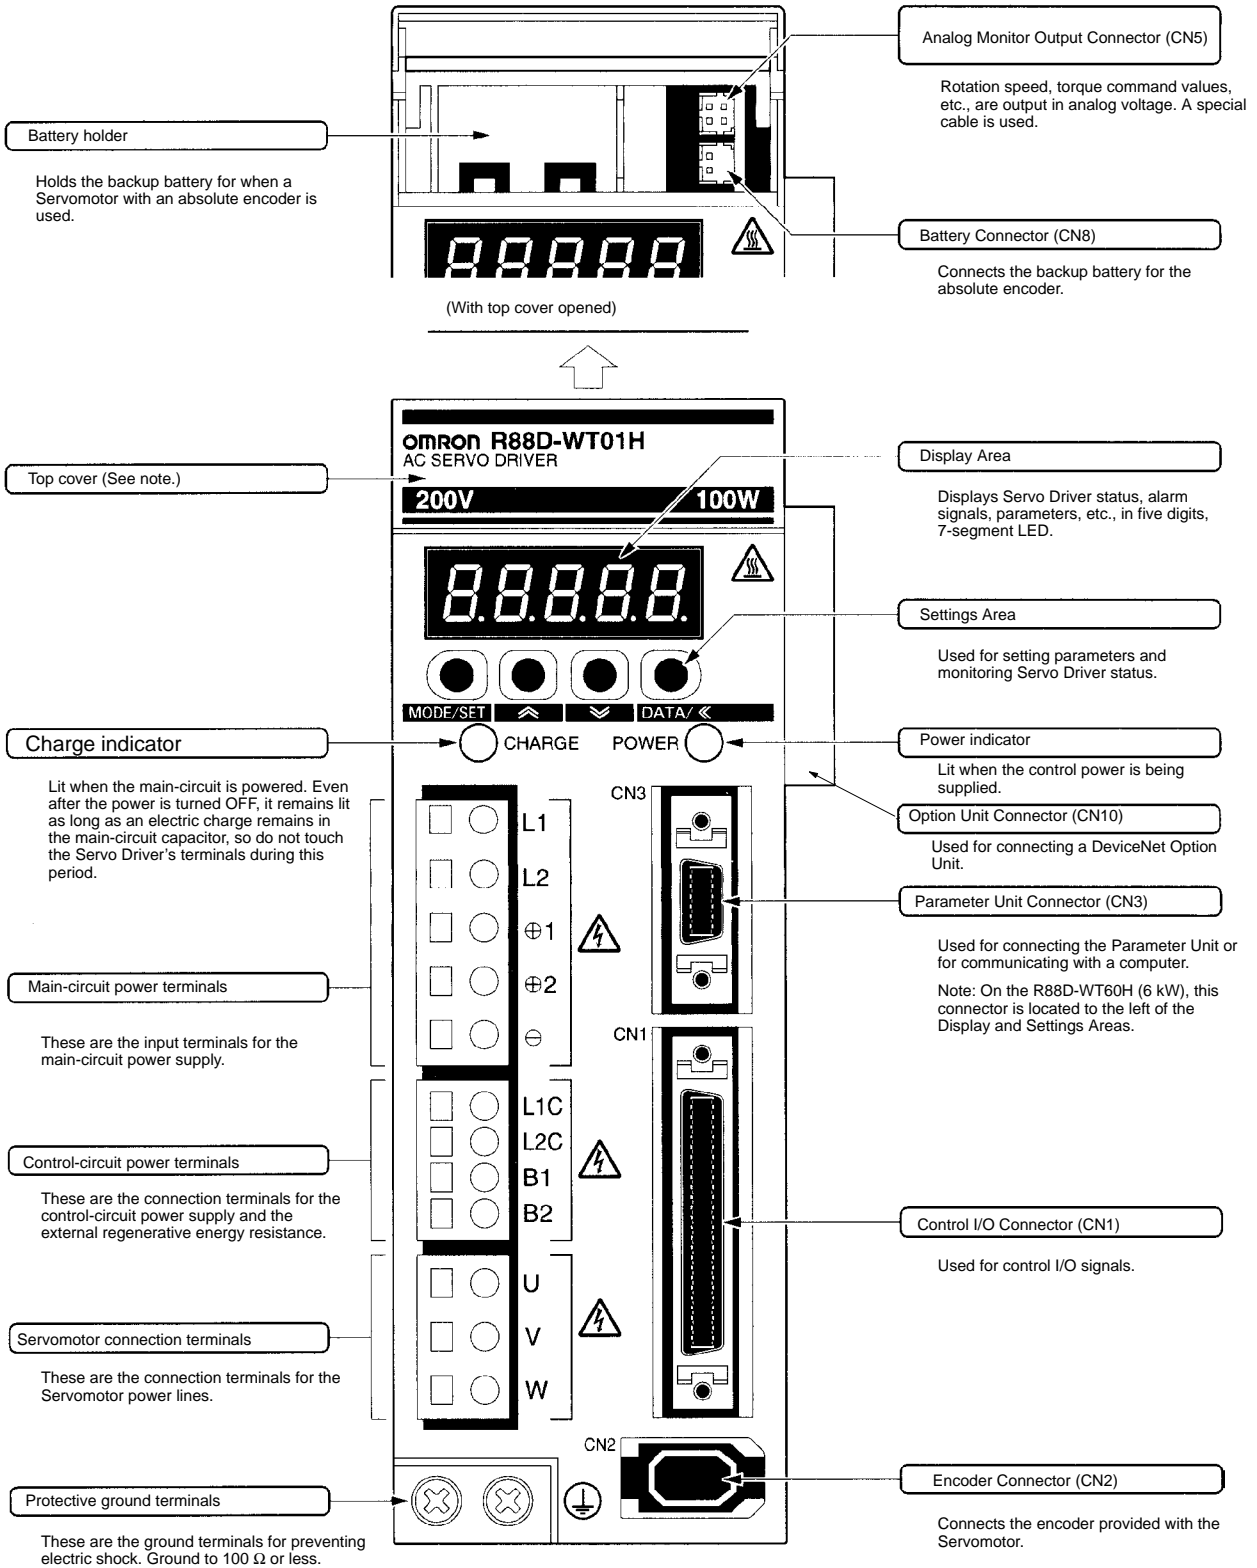 Analog Monitor Output Connector (CN5)
Rotation speed, torque command values,
etc., are output in analog voltage. A special
cable is used.
Battery holder
Holds the backup battery for when a
Servomotor with an absolute encoder is
used.
Battery Connector (CN8)
Connects the backup battery for the
absolute encoder.
88888
(With top cover opened)
OMRON R88D-WT01H
AC SERVO DRIVER
200V 100W
Top cover (See note.)
Display Area
Displays Servo Driver status, alarm
signals, parameters, etc., in five digits,
7-segment LED.
8.8.8.8.8.
Settings Area
Used for setting parameters and
monitoring Servo Driver status.
MODE/SET ︽ ︾ DATA/ ≪
CHARGE POWER
Charge indicator
Lit when the main-circuit is powered. Even
after the power is turned OFF, it remains lit
as long as an electric charge remains in
the main-circuit capacitor, so do not touch
the Servo Driver's terminals during this
period.
Power indicator
Lit when the control power is being
supplied.
Option Unit Connector (CN10)
Used for connecting a DeviceNet Option
Unit.
CN3
L1
L2
⊕1
⊕2
⊖
Parameter Unit Connector (CN3)
Used for connecting the Parameter Unit or
for communicating with a computer.
Note: On the R88D-WT60H (6 kW), this
connector is located to the left of the
Display and Settings Areas.
Main-circuit power terminals
These are the input terminals for the
main-circuit power supply.
CN1
L1C
L2C
B1
B2
Control-circuit power terminals
These are the connection terminals for the
control-circuit power supply and the
external regenerative energy resistance.
Control I/O Connector (CN1)
Used for control I/O signals.
U
V
W
Servomotor connection terminals
These are the connection terminals for the
Servomotor power lines.
CN2
Encoder Connector (CN2)
Connects the encoder provided with the
Servomotor.
Protective ground terminals
These are the ground terminals for preventing
electric shock. Ground to 100 Ω or less.